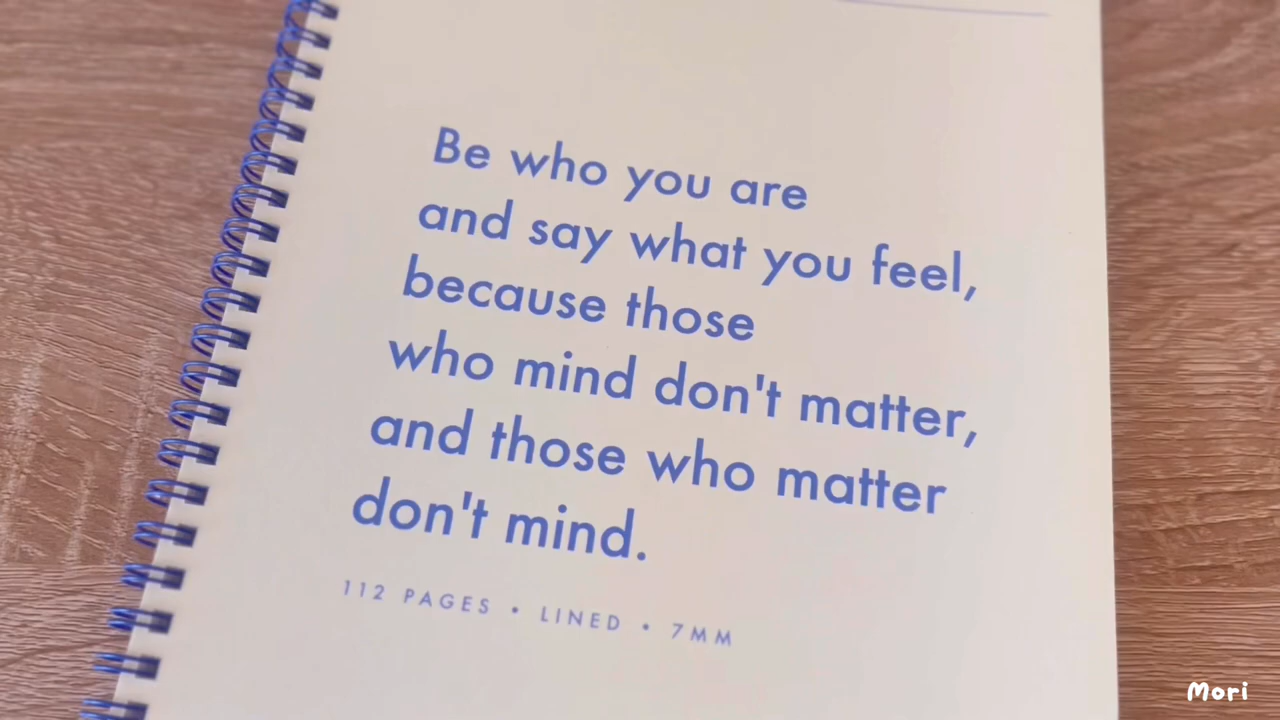 Be who you are
and say what you feel,
because those
who mind don't matter,
and those who matter
don't mind.
112 PAGES • LINED • 7MM
Mori